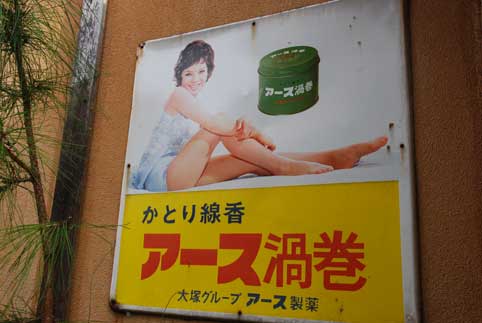 アース渦巻
かとり線香
アース渦巻
大塚グループ アース製薬